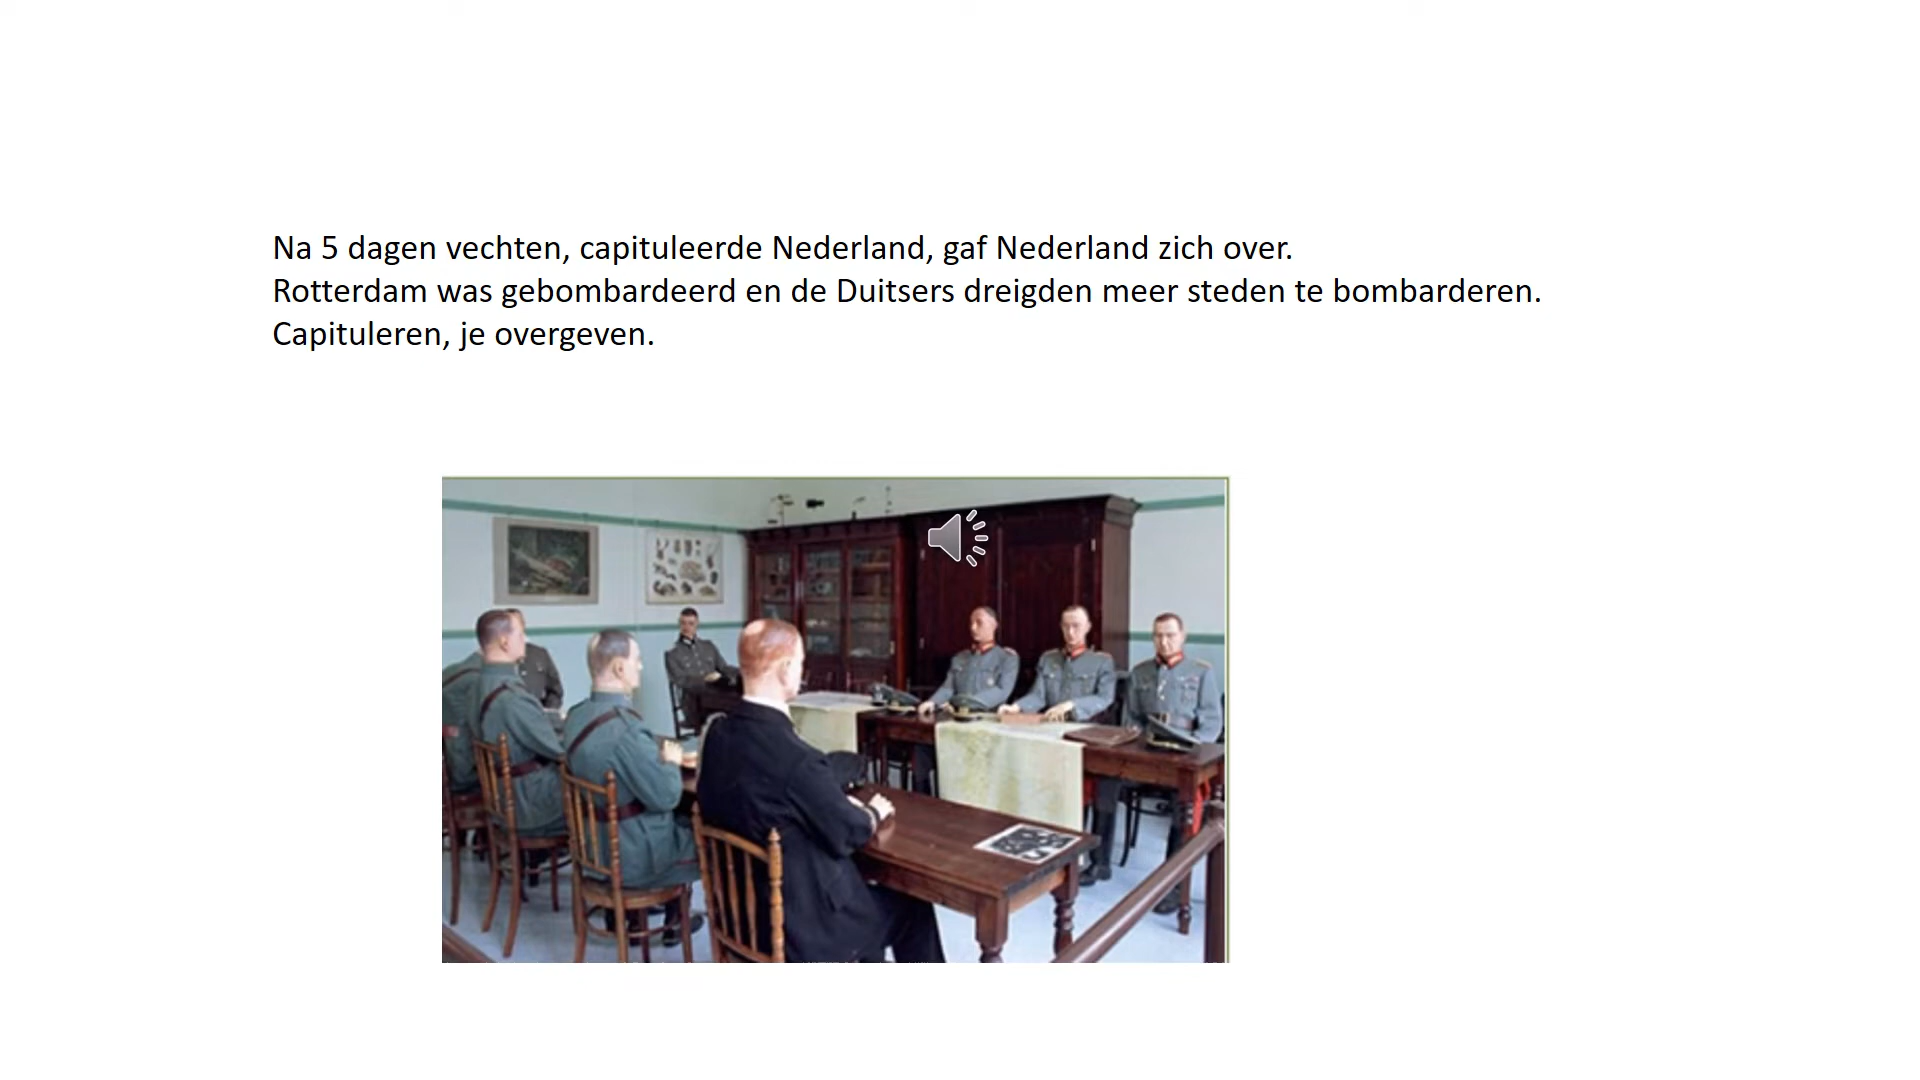 Na 5 dagen vechten, capituleerde Nederland, gaf Nederland zich over.
Rotterdam was gebombardeerd en de Duitsers dreigden meer steden te bombarderen.
Capituleren, je overgeven.